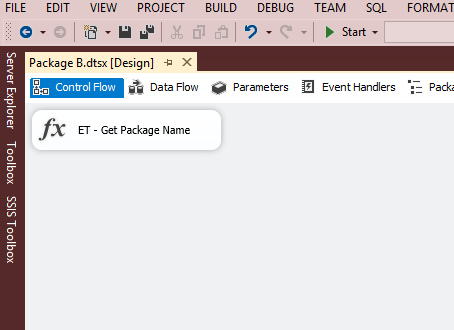 FILE EDIT VIEW PROJECT BUILD DEBUG TEAM SQL FORMAT
Start
Package B.dtsx [Design]
Control Flow Data Flow Parameters Event Handlers Packa
fx ET - Get Package Name
Server Explorer
Toolbox
SSIS Toolbox